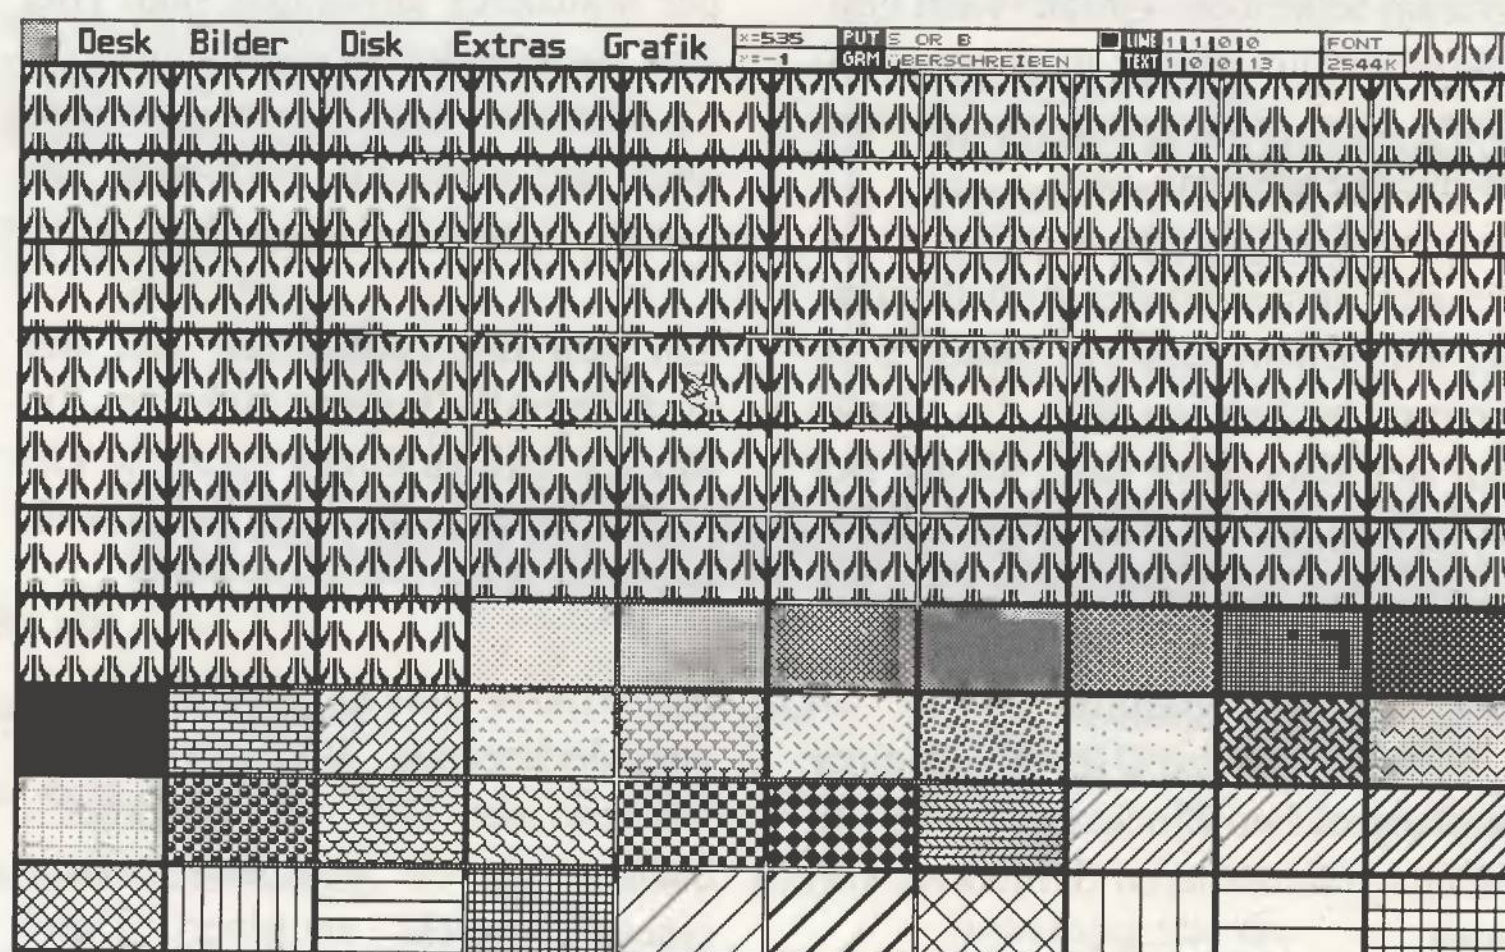 Desk Bilder Disk Extras Grafik x=535 PUT S OR B LINE 1 1 0 0 FONT
Y=-1 GRM ÜBERSCHREIBEN TEXT 1 0 0 13 2544K